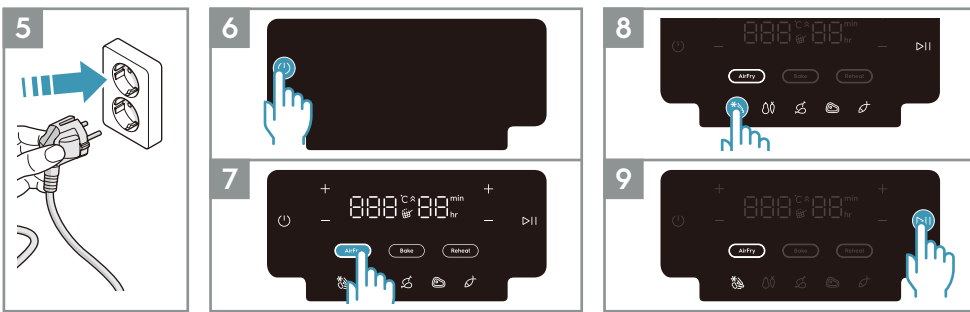 5
6
7
+ +
888 °C 88 min
hr
− −
AirFry Bake Reheat
8
888 °C 88 min
hr
− −
AirFry Bake Reheat
9
+ +
888 °C 88 min
hr
− −
AirFry Bake Reheat